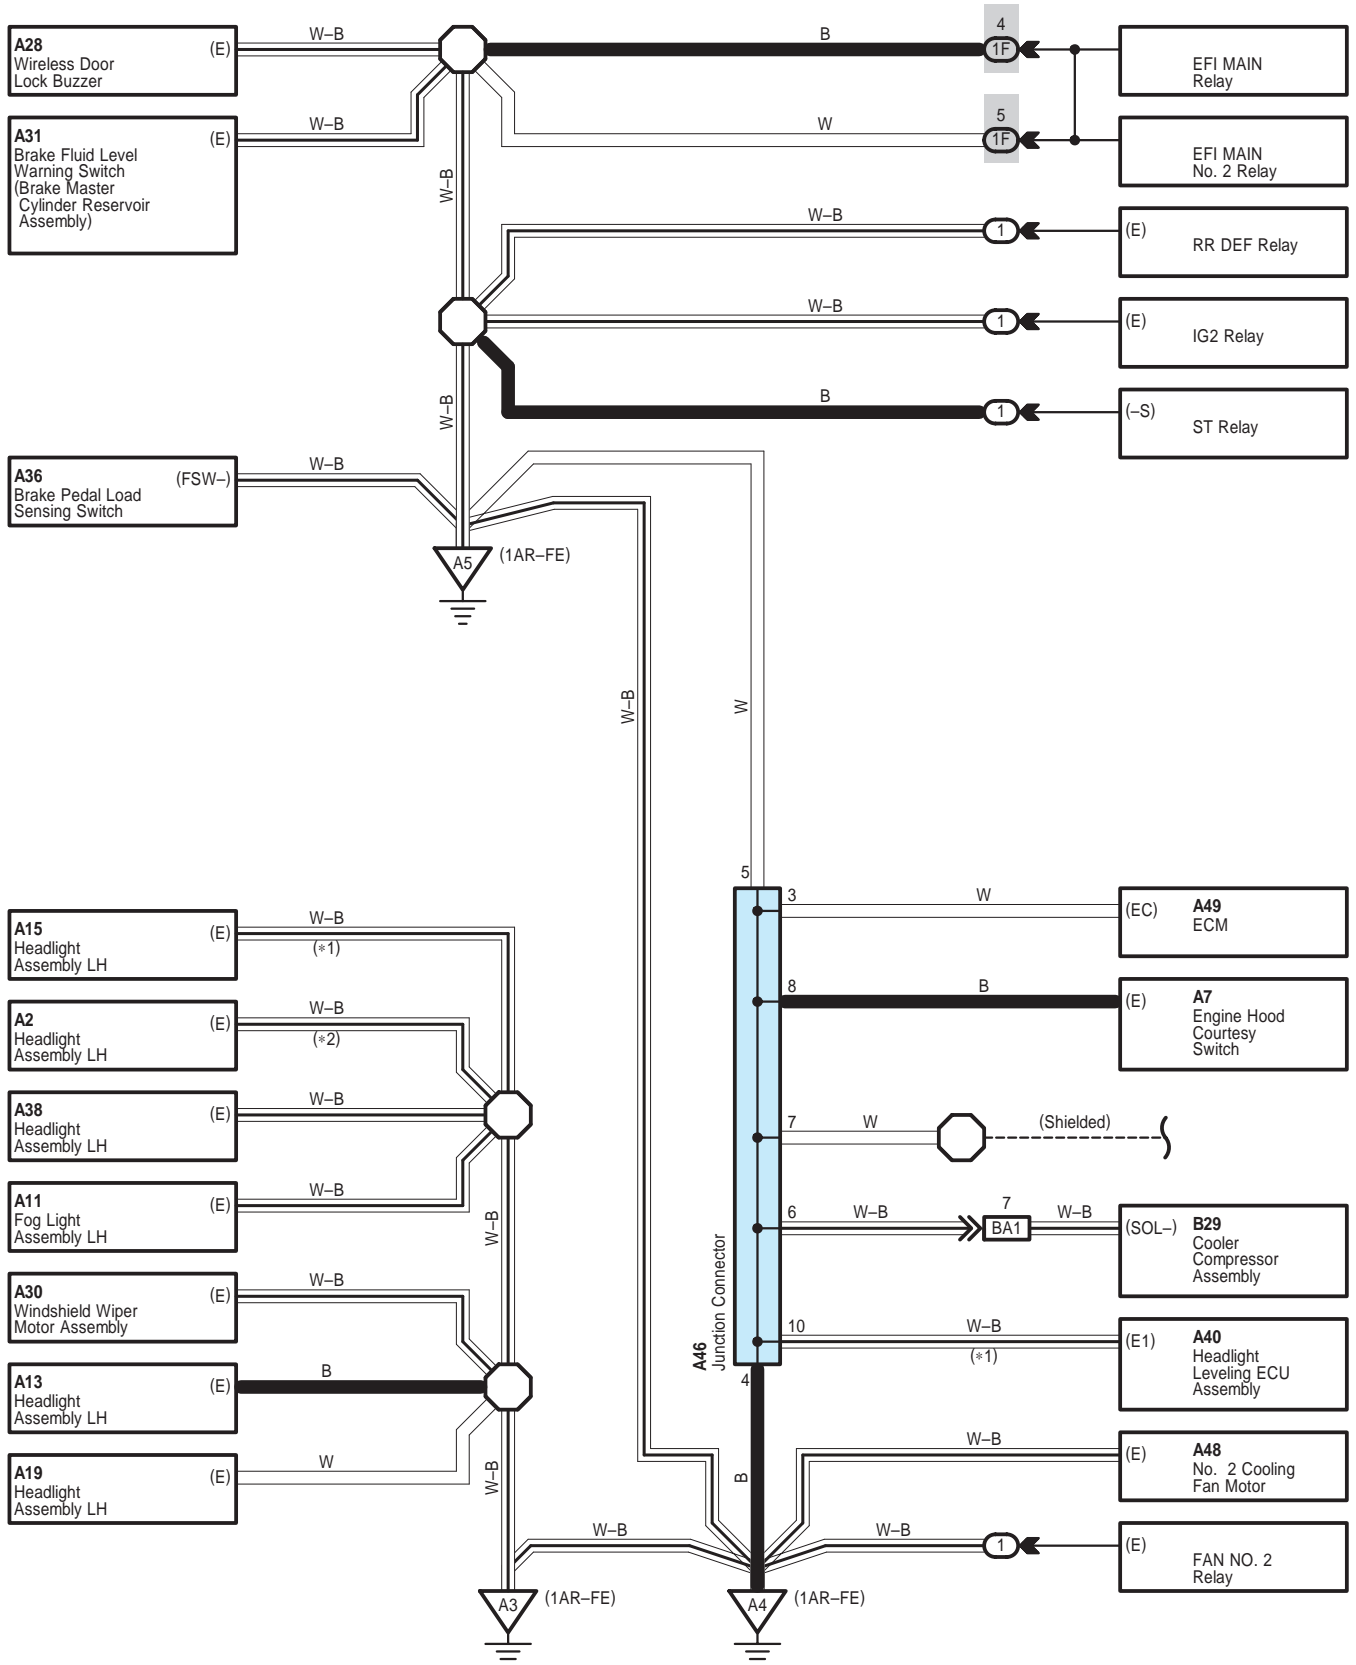 A28
(E)
Wireless Door
Lock Buzzer
W–B
B
4
1F
EFI MAIN
Relay
A31
(E)
Brake Fluid Level
Warning Switch
(Brake Master
Cylinder Reservoir
Assembly)
W–B
W
5
1F
EFI MAIN
No. 2 Relay
W–B
W–B
1
(E)
RR DEF Relay
W–B
1
(E)
IG2 Relay
W–B
B
1
(–S)
ST Relay
A36
(FSW–)
Brake Pedal Load
Sensing Switch
W–B
A5
(1AR–FE)
W–B
W
5
A15
(E)
Headlight
Assembly LH
W–B
(*1)
3
W
(EC)
A49
ECM
A2
(E)
Headlight
Assembly LH
W–B
(*2)
8
B
(E)
A7
Engine Hood
Courtesy
Switch
A38
(E)
Headlight
Assembly LH
W–B
7
W
(Shielded)
A11
(E)
Fog Light
Assembly LH
W–B
W–B
6
W–B
7
BA1
W–B
(SOL–)
B29
Cooler
Compressor
Assembly
A30
(E)
Windshield Wiper
Motor Assembly
W–B
A46
Junction Connector
10
W–B
(*1)
(E1)
A40
Headlight
Leveling ECU
Assembly
A13
(E)
Headlight
Assembly LH
B
4
A19
(E)
Headlight
Assembly LH
W
W–B
B
W–B
(E)
A48
No. 2 Cooling
Fan Motor
W–B
W–B
1
(E)
FAN NO. 2
Relay
A3
(1AR–FE)
A4
(1AR–FE)